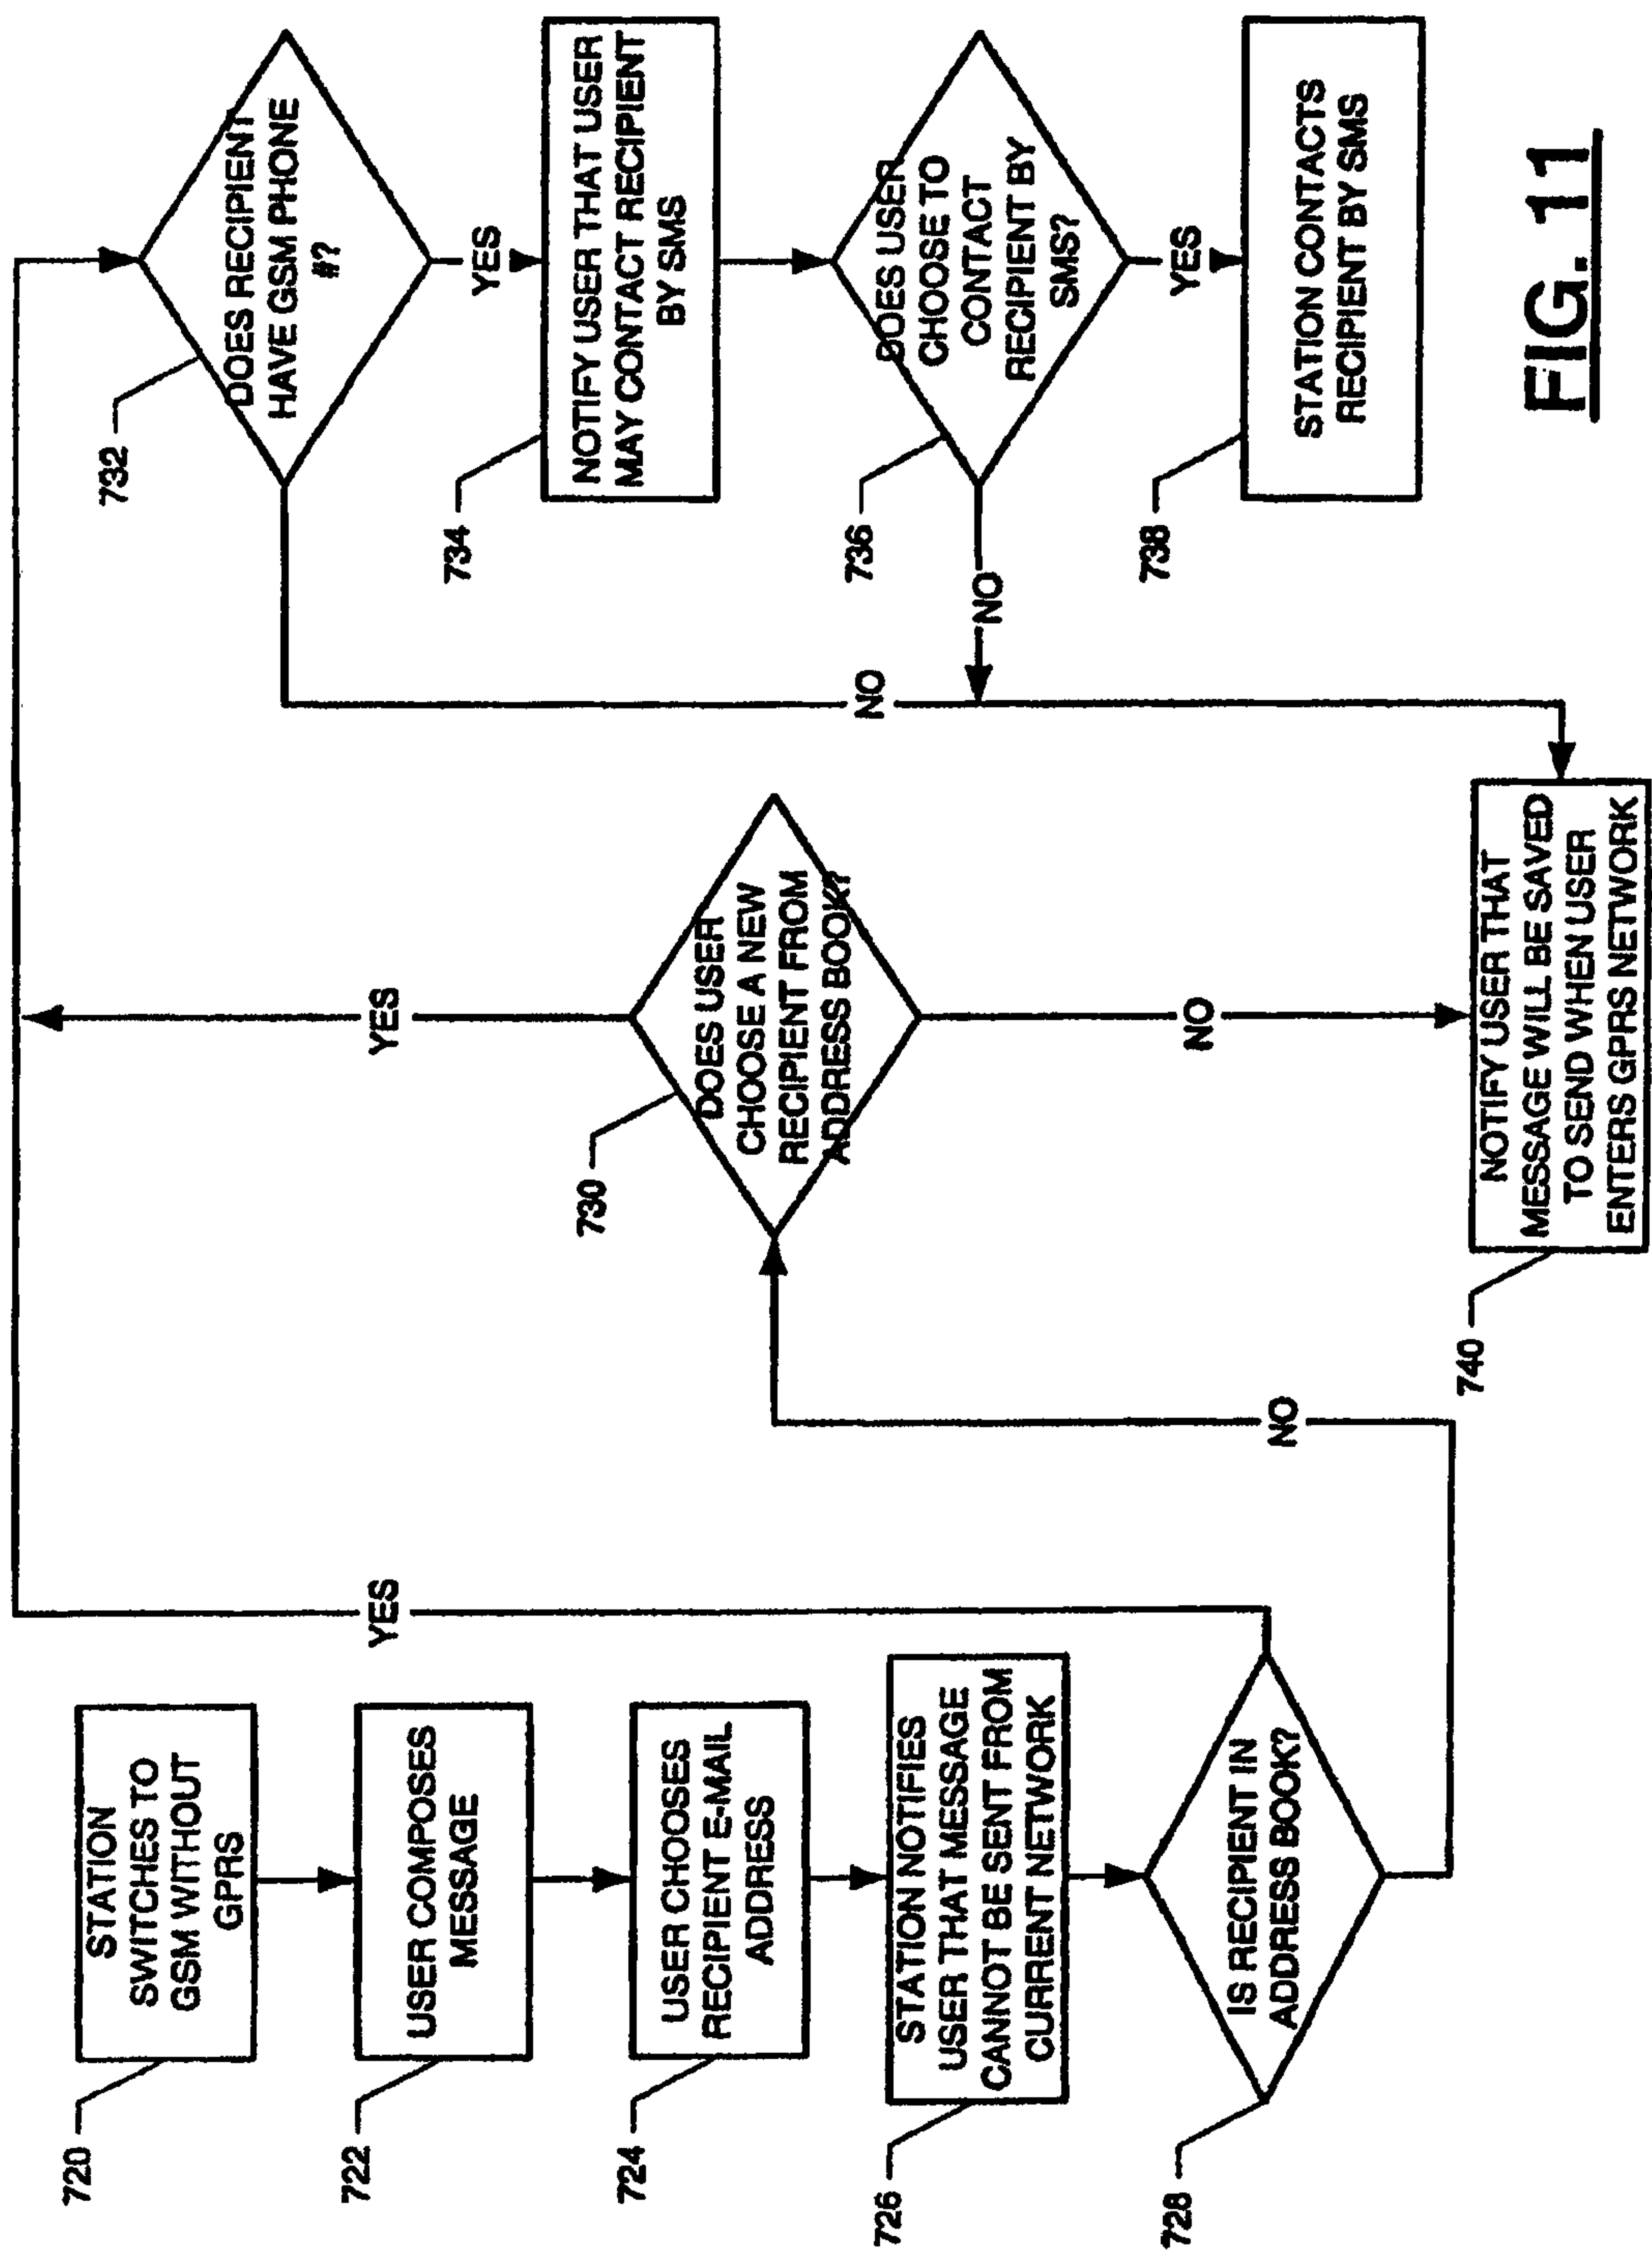 720
STATION
SWITCHES TO
GSM WITHOUT
GPRS
722
USER COMPOSES
MESSAGE
724
USER CHOOSES
RECIPIENT E-MAIL
ADDRESS
726
STATION NOTIFIES
USER THAT MESSAGE
CANNOT BE SENT FROM
CURRENT NETWORK
728
IS RECIPIENT IN
ADDRESS BOOK?
YES
NO
730
DOES USER
CHOOSE A NEW
RECIPIENT FROM
ADDRESS BOOK?
YES
NO
732
DOES RECIPIENT
HAVE GSM PHONE
#?
YES
NO
734
NOTIFY USER THAT USER
MAY CONTACT RECIPIENT
BY SMS
736
DOES USER
CHOOSE TO
CONTACT
RECIPIENT BY
SMS?
NO
YES
738
STATION CONTACTS
RECIPIENT BY SMS
740
NOTIFY USER THAT
MESSAGE WILL BE SAVED
TO SEND WHEN USER
ENTERS GPRS NETWORK
FIG. 11